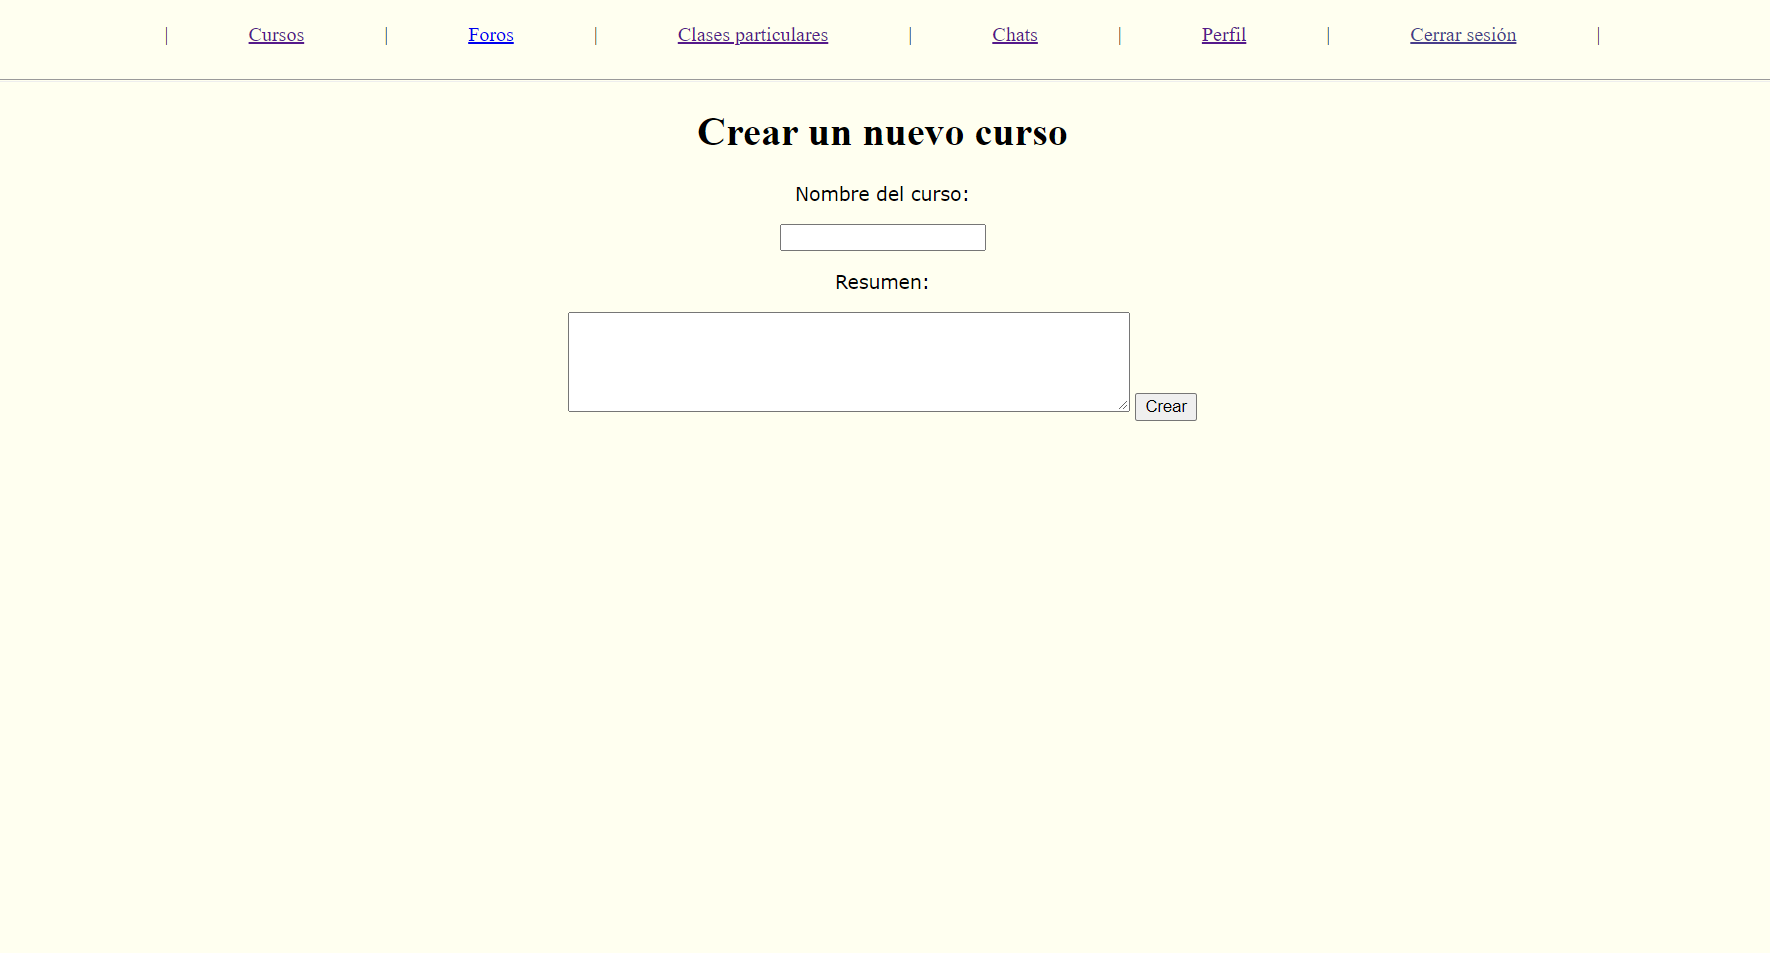 | Cursos | Foros | Clases particulares | Chats | Perfil | Cerrar sesión |
Crear un nuevo curso
Nombre del curso:
Resumen:
Crear